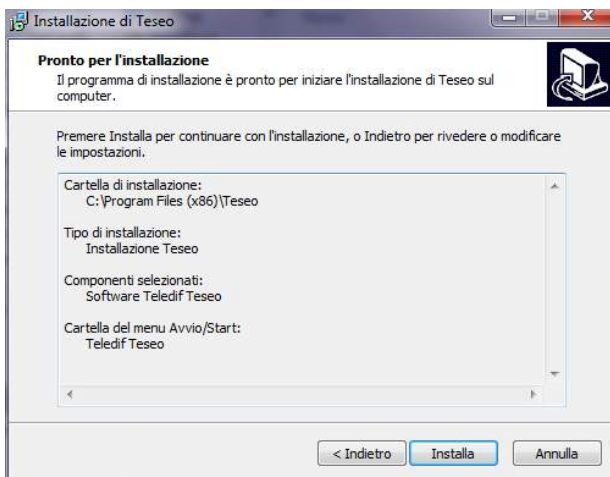 Installazione di Teseo
Pronto per l'installazione
Il programma di installazione è pronto per iniziare l'installazione di Teseo sul
computer.
Premere Installa per continuare con l'installazione, o Indietro per rivedere o modificare
le impostazioni.
Cartella di installazione:
C:\Program Files (x86)\Teseo
Tipo di installazione:
Installazione Teseo
Componenti selezionati:
Software Teledif Teseo
Cartella del menu Avvio/Start:
Teledif Teseo
< Indietro Installa Annulla